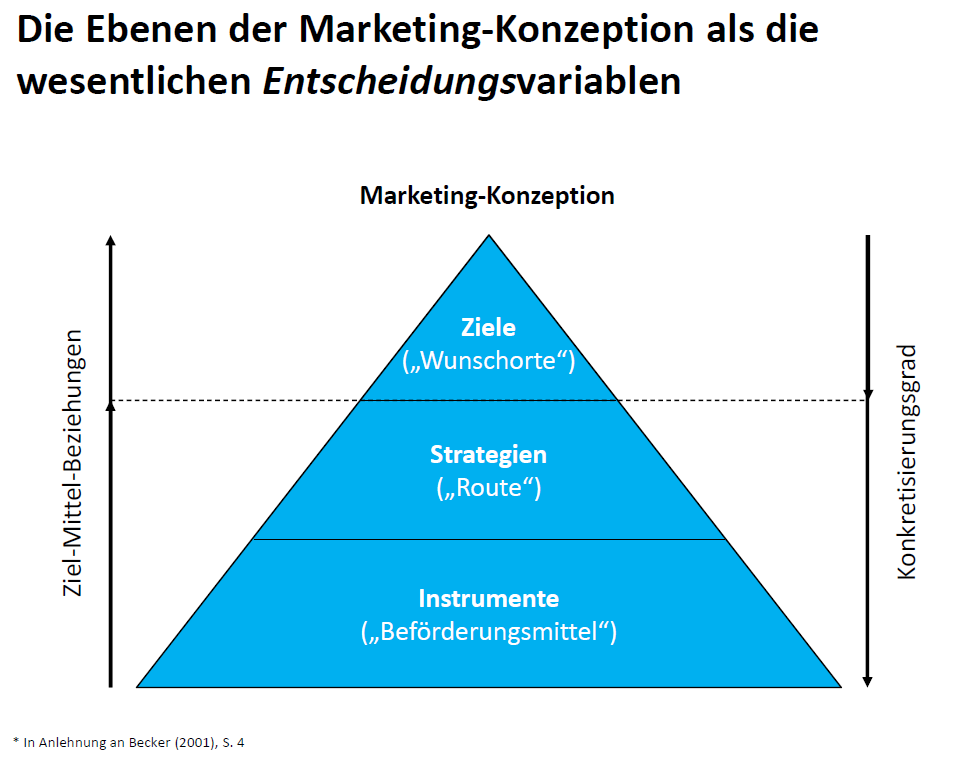 Die Ebenen der Marketing-Konzeption als die
wesentlichen Entscheidungsvariablen
Marketing-Konzeption
Ziele
(„Wunschorte“)
Strategien
(„Route“)
Instrumente
(„Beförderungsmittel“)
Ziel-Mittel-Beziehungen
Konkretisierungsgrad
* In Anlehnung an Becker (2001), S. 4